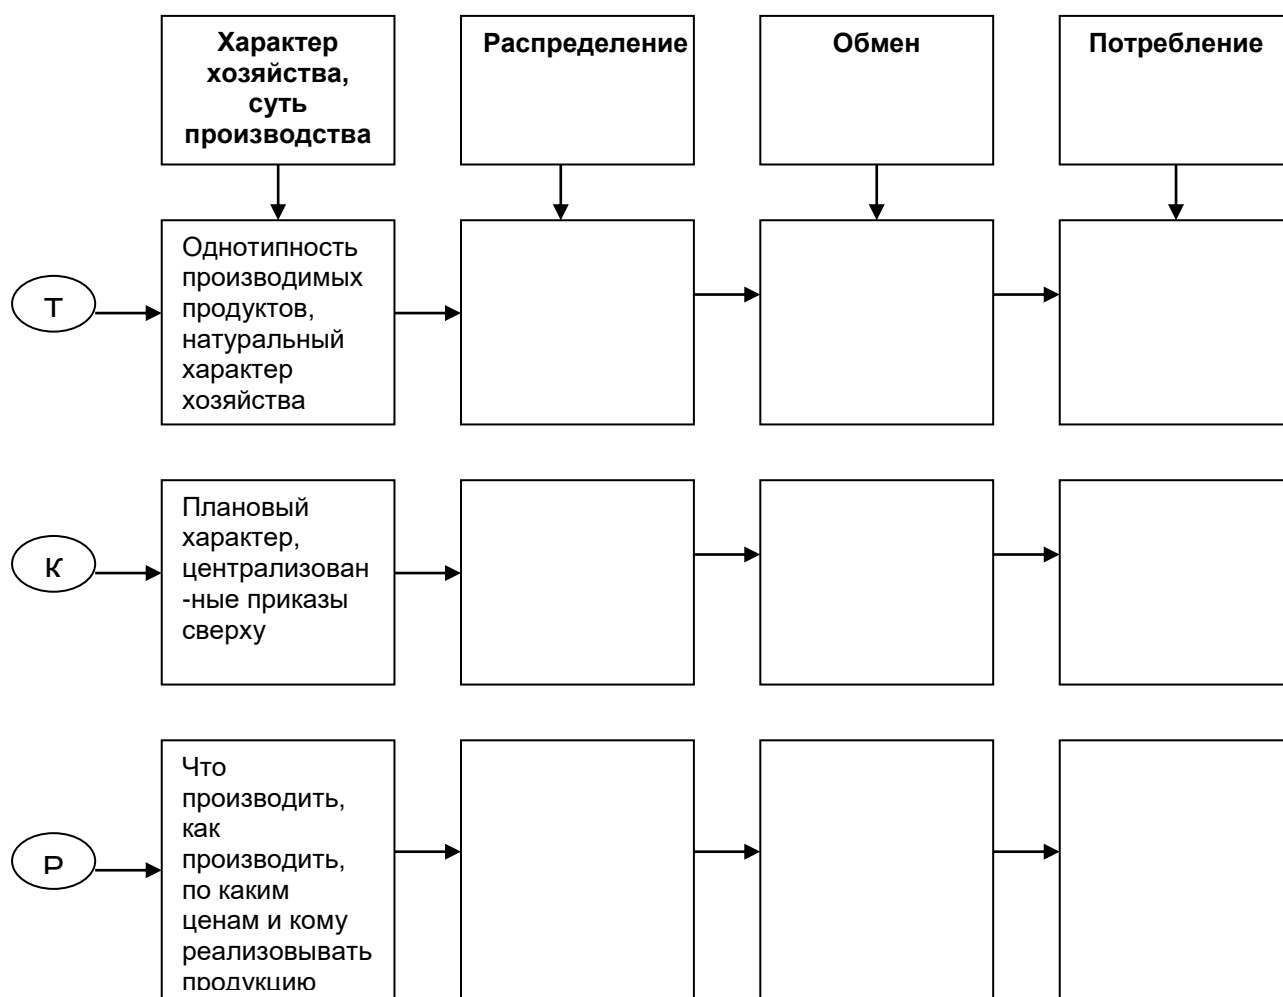 Характер
хозяйства,
суть
производства
Распределение
Обмен
Потребление
Т
Однотипность
производимых
продуктов,
натуральный
характер
хозяйства
К
Плановый
характер,
централизован
-ные приказы
сверху
Р
Что
производить,
как
производить,
по каким
ценам и кому
реализовывать
продукцию